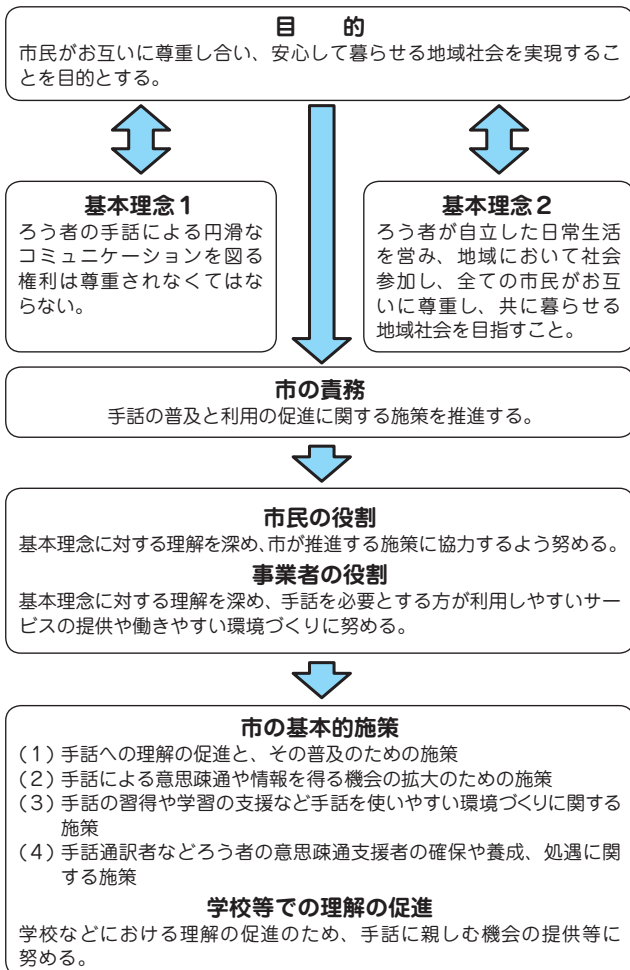 目　的
市民がお互いに尊重し合い、安心して暮らせる地域社会を実現するこ
とを目的とする。
基本理念１
ろう者の手話による円滑な
コミュニケーションを図る
権利は尊重されなくてはな
らない。
基本理念２
ろう者が自立した日常生活
を営み、地域において社会
参加し、全ての市民がお互
いに尊重し、共に暮らせる
地域社会を目指すこと。
市の責務
手話の普及と利用の促進に関する施策を推進する。
市民の役割
基本理念に対する理解を深め、市が推進する施策に協力するよう努める。
事業者の役割
基本理念に対する理解を深め、手話を必要とする方が利用しやすいサー
ビスの提供や働きやすい環境づくりに努める。
市の基本的施策
（１）手話への理解の促進と、その普及のための施策
（２）手話による意思疎通や情報を得る機会の拡大のための施策
（３）手話の習得や学習の支援など手話を使いやすい環境づくりに関する
施策
（４）手話通訳者などろう者の意思疎通支援者の確保や養成、処遇に関
する施策
学校等での理解の促進
学校などにおける理解の促進のため、手話に親しむ機会の提供等に
努める。